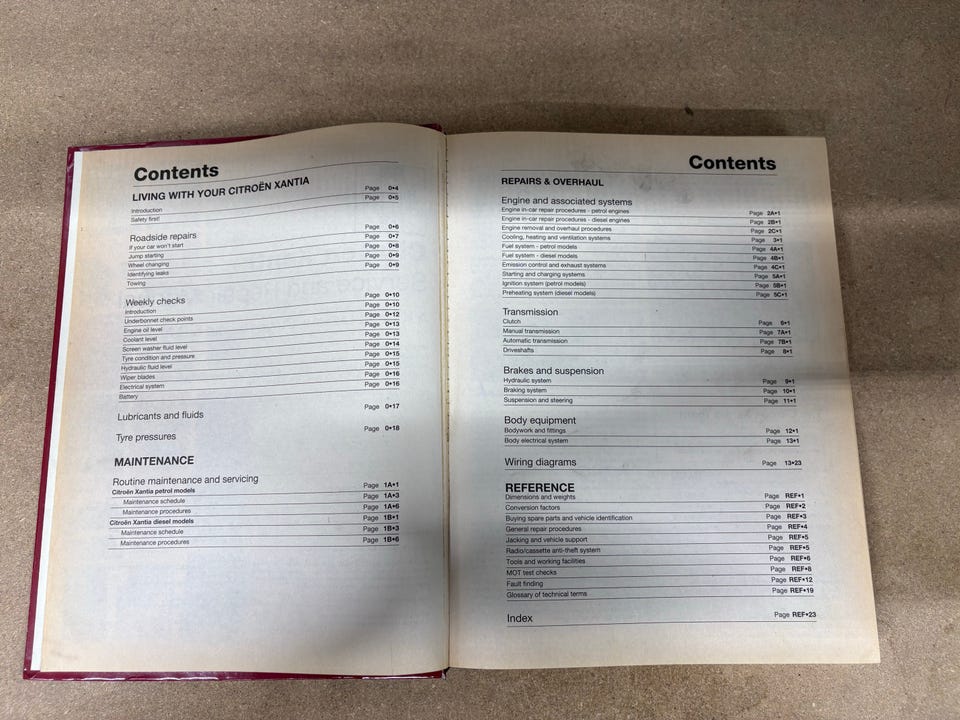 Contents
LIVING WITH YOUR CITROËN XANTIA
Introduction Page 0•4
Safety first! Page 0•5
Roadside repairs
If your car won't start Page 0•6
Jump starting Page 0•7
Wheel changing Page 0•8
Identifying leaks Page 0•9
Towing Page 0•9
Weekly checks
Introduction Page 0•10
Underbonnet check points Page 0•10
Engine oil level Page 0•12
Coolant level Page 0•13
Screen washer fluid level Page 0•13
Tyre condition and pressure Page 0•14
Hydraulic fluid level Page 0•15
Wiper blades Page 0•15
Electrical system Page 0•16
Battery Page 0•16
Lubricants and fluids Page 0•17
Tyre pressures Page 0•18
MAINTENANCE
Routine maintenance and servicing
Citroën Xantia petrol models Page 1A•1
Maintenance schedule Page 1A•3
Maintenance procedures Page 1A•6
Citroën Xantia diesel models Page 1B•1
Maintenance schedule Page 1B•3
Maintenance procedures Page 1B•6
Contents
REPAIRS & OVERHAUL
Engine and associated systems
Engine in-car repair procedures - petrol engines Page 2A•1
Engine in-car repair procedures - diesel engines Page 2B•1
Engine removal and overhaul procedures Page 2C•1
Cooling, heating and ventilation systems Page 3•1
Fuel system - petrol models Page 4A•1
Fuel system - diesel models Page 4B•1
Emission control and exhaust systems Page 4C•1
Starting and charging systems Page 5A•1
Ignition system (petrol models) Page 5B•1
Preheating system (diesel models) Page 5C•1
Transmission
Clutch Page 6•1
Manual transmission Page 7A•1
Automatic transmission Page 7B•1
Driveshafts Page 8•1
Brakes and suspension
Hydraulic system Page 9•1
Braking system Page 10•1
Suspension and steering Page 11•1
Body equipment
Bodywork and fittings Page 12•1
Body electrical system Page 13•1
Wiring diagrams Page 13•23
REFERENCE
Dimensions and weights Page REF•1
Conversion factors Page REF•2
Buying spare parts and vehicle identification Page REF•3
General repair procedures Page REF•4
Jacking and vehicle support Page REF•5
Radio/cassette anti-theft system Page REF•5
Tools and working facilities Page REF•6
MOT test checks Page REF•8
Fault finding Page REF•12
Glossary of technical terms Page REF•19
Index Page REF•23